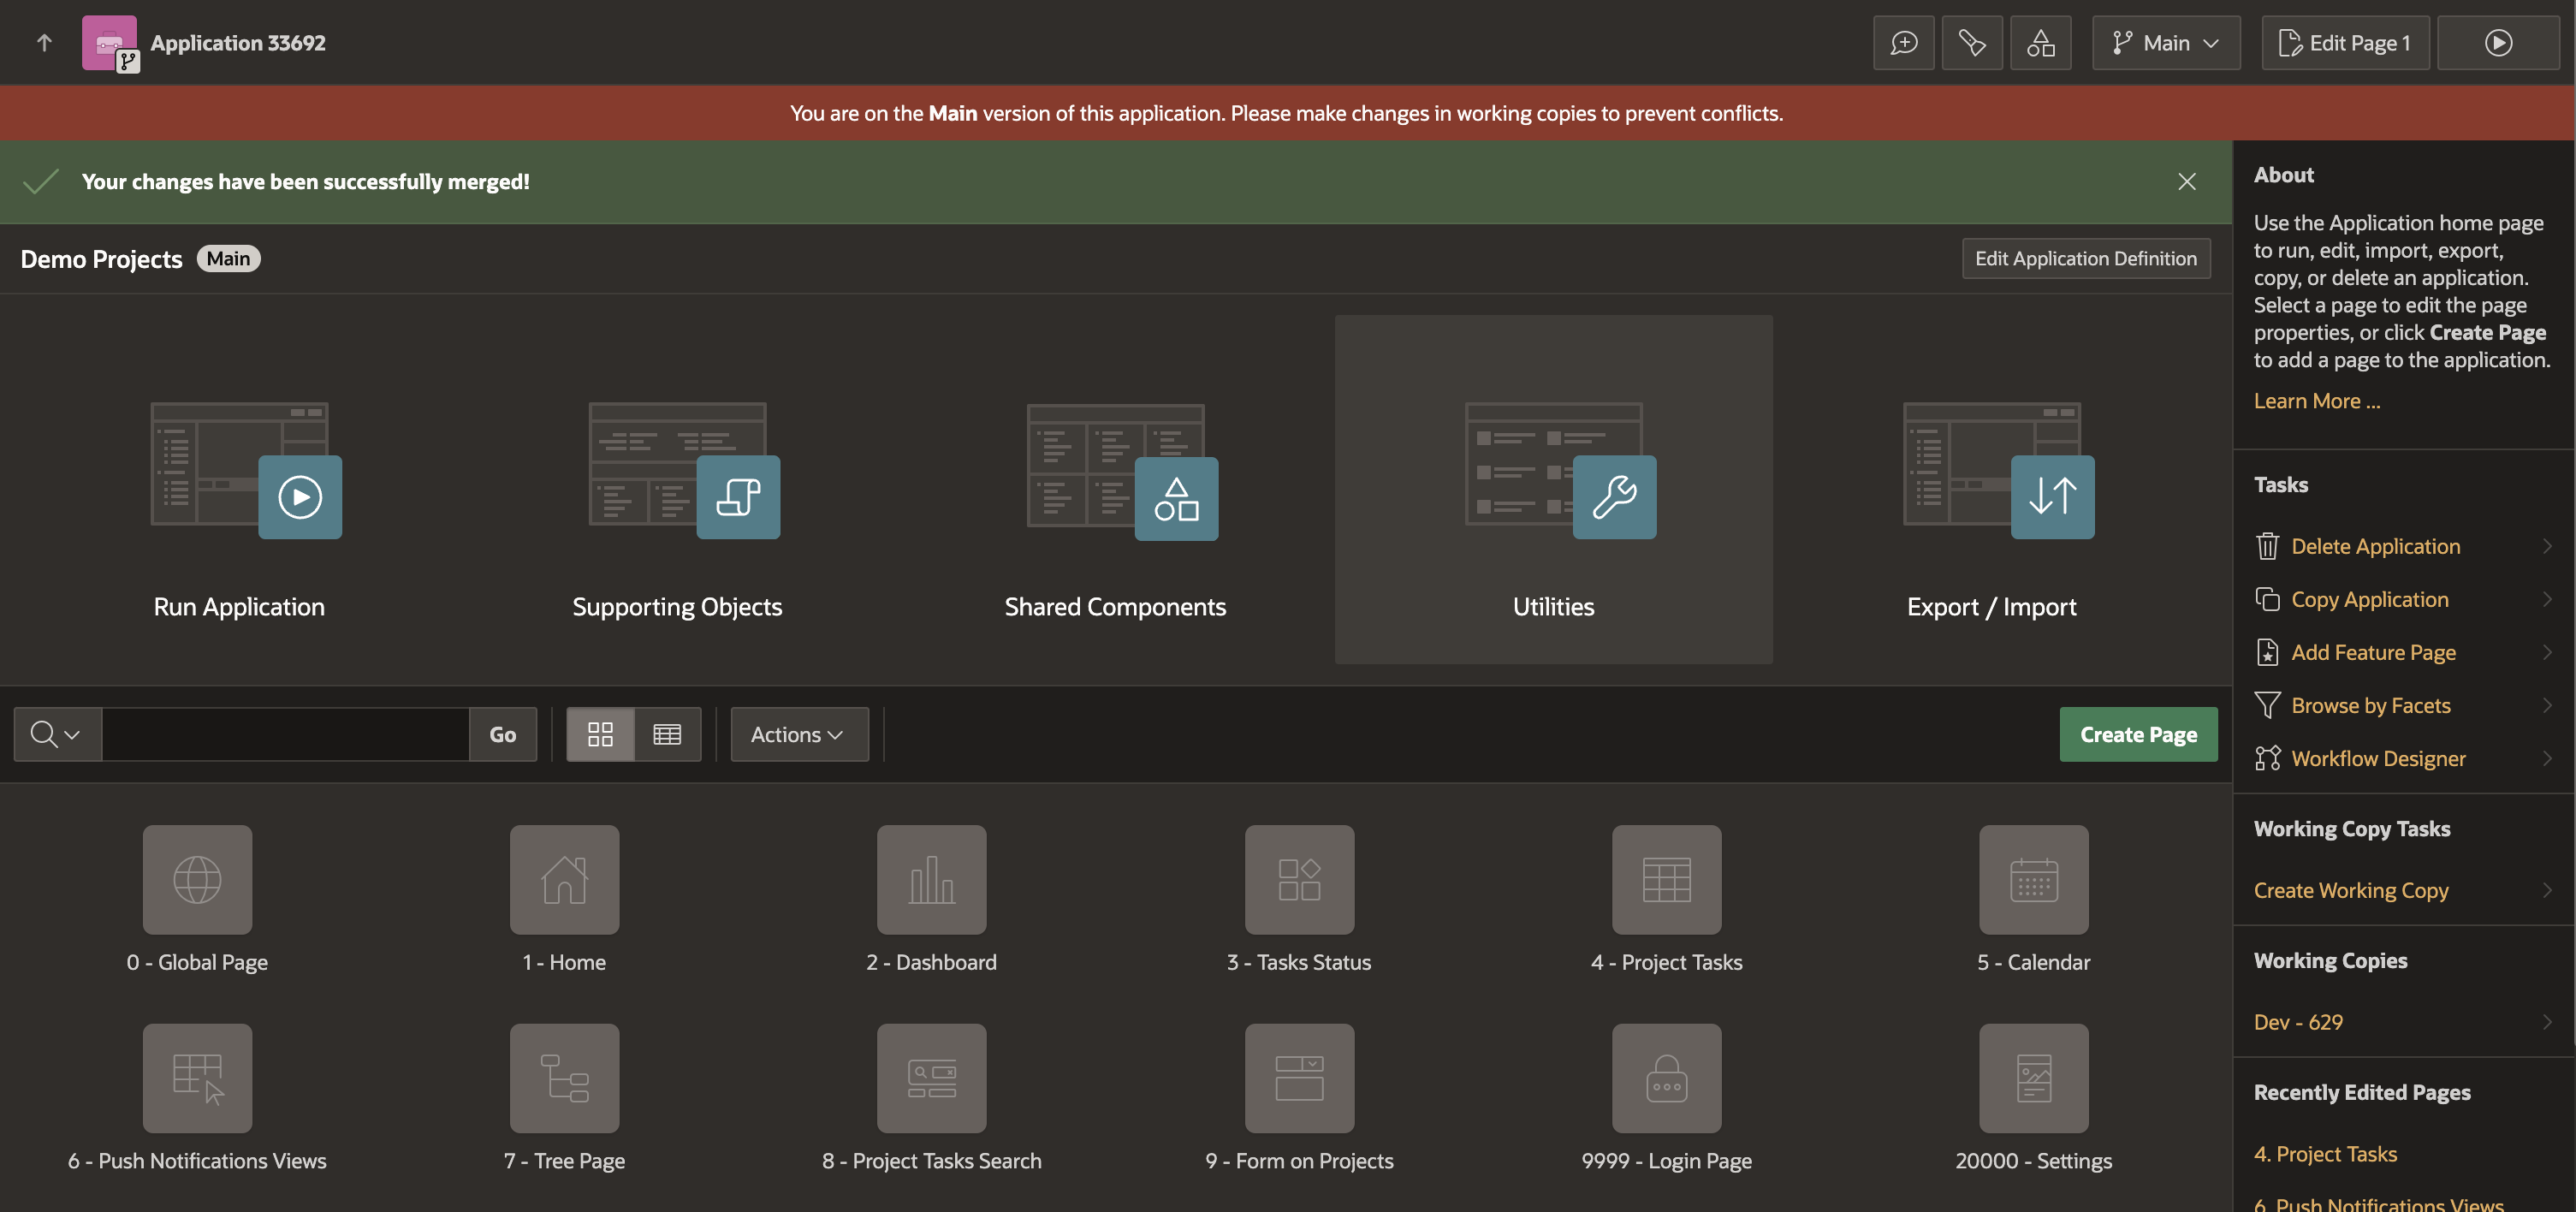 Application 33692
Main
Edit Page 1
You are on the Main version of this application. Please make changes in working copies to prevent conflicts.
Your changes have been successfully merged!
Demo Projects
Main
Edit Application Definition
Run Application
Supporting Objects
Shared Components
Utilities
Export / Import
Go
Actions
Create Page
0 - Global Page
1 - Home
2 - Dashboard
3 - Tasks Status
4 - Project Tasks
5 - Calendar
6 - Push Notifications Views
7 - Tree Page
8 - Project Tasks Search
9 - Form on Projects
9999 - Login Page
20000 - Settings
About
Use the Application home page
to run, edit, import, export,
copy, or delete an application.
Select a page to edit the page
properties, or click Create Page
to add a page to the application.
Learn More ...
Tasks
Delete Application
Copy Application
Add Feature Page
Browse by Facets
Workflow Designer
Working Copy Tasks
Create Working Copy
Working Copies
Dev - 629
Recently Edited Pages
4. Project Tasks
6. Push Notifications Views